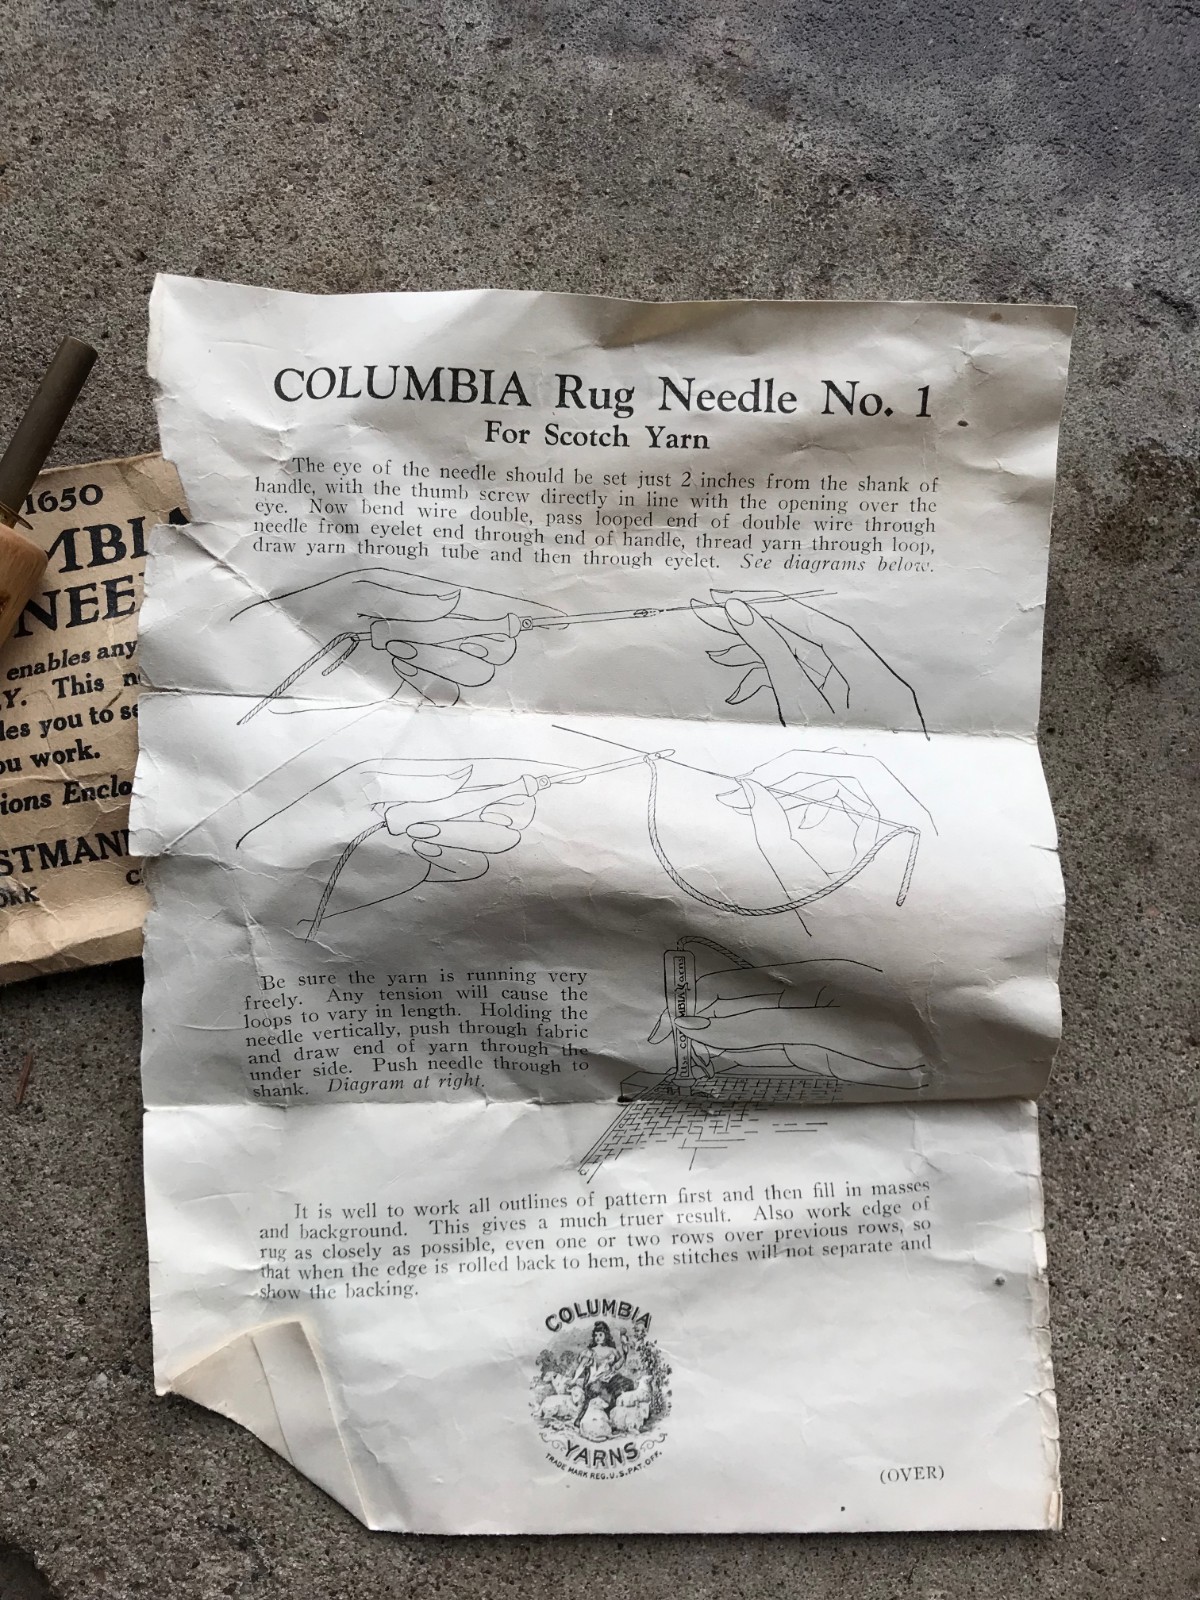 COLUMBIA Rug Needle No. 1
For Scotch Yarn
The eye of the needle should be set just 2 inches from the shank of
handle, with the thumb screw directly in line with the opening over the
eye. Now bend wire double, pass looped end of double wire through
needle from eyelet end through end of handle, thread yarn through loop,
draw yarn through tube and then through eyelet. See diagrams below.
Be sure the yarn is running very
freely. Any tension will cause the
loops to vary in length. Holding the
needle vertically, push through fabric
and draw end of yarn through the
under side. Push needle through to
shank. Diagram at right.
MBIA Yarns
Use CO
It is well to work all outlines of pattern first and then fill in masses
and background. This gives a much truer result. Also work edge of
rug as closely as possible, even one or two rows over previous rows, so
that when the edge is rolled back to hem, the stitches will not separate and
show the backing.
COLUMBIA
YARNS
TRADE MARK REG. U.S. PAT. OFF.
(OVER)
1650
MBIA
NEE
enables any
LY. This n
les you to se
ou work.
ions Enclo
STMANN
ORK C